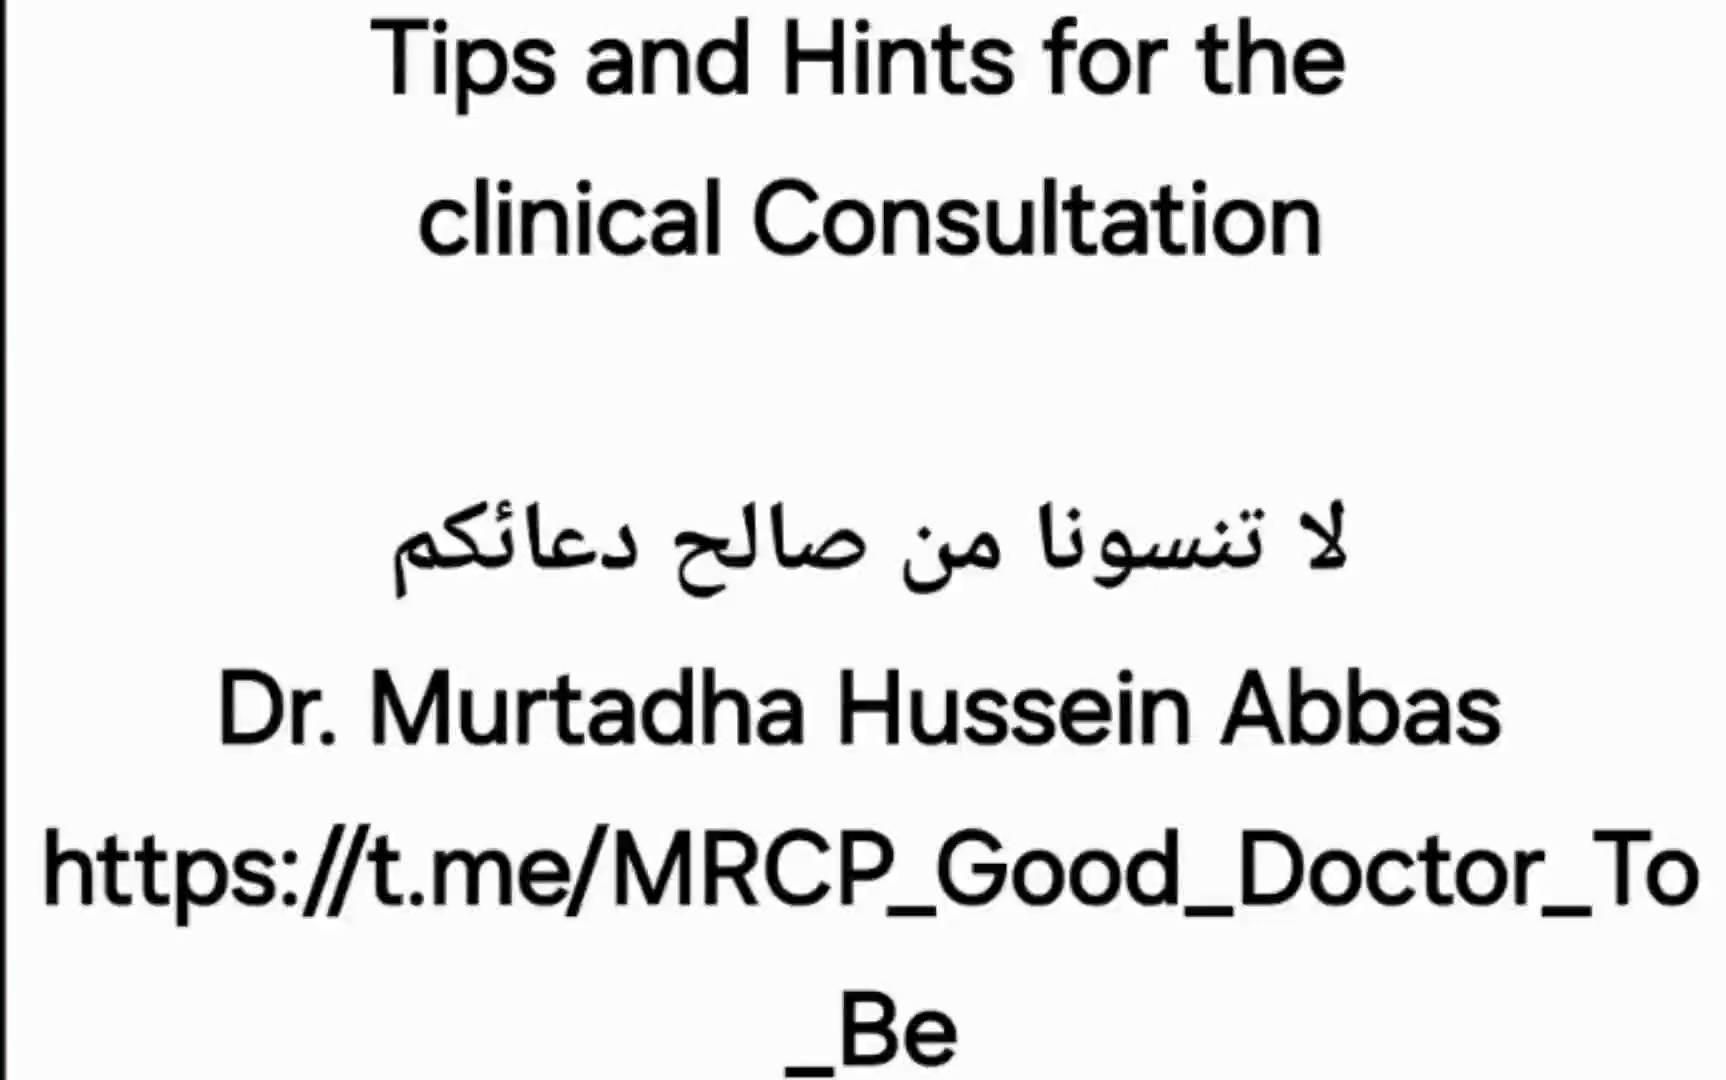 Tips and Hints for the
clinical Consultation
لا تنسونا من صالح دعائكم
Dr. Murtadha Hussein Abbas
https://t.me/MRCP_Good_Doctor_To
_Be